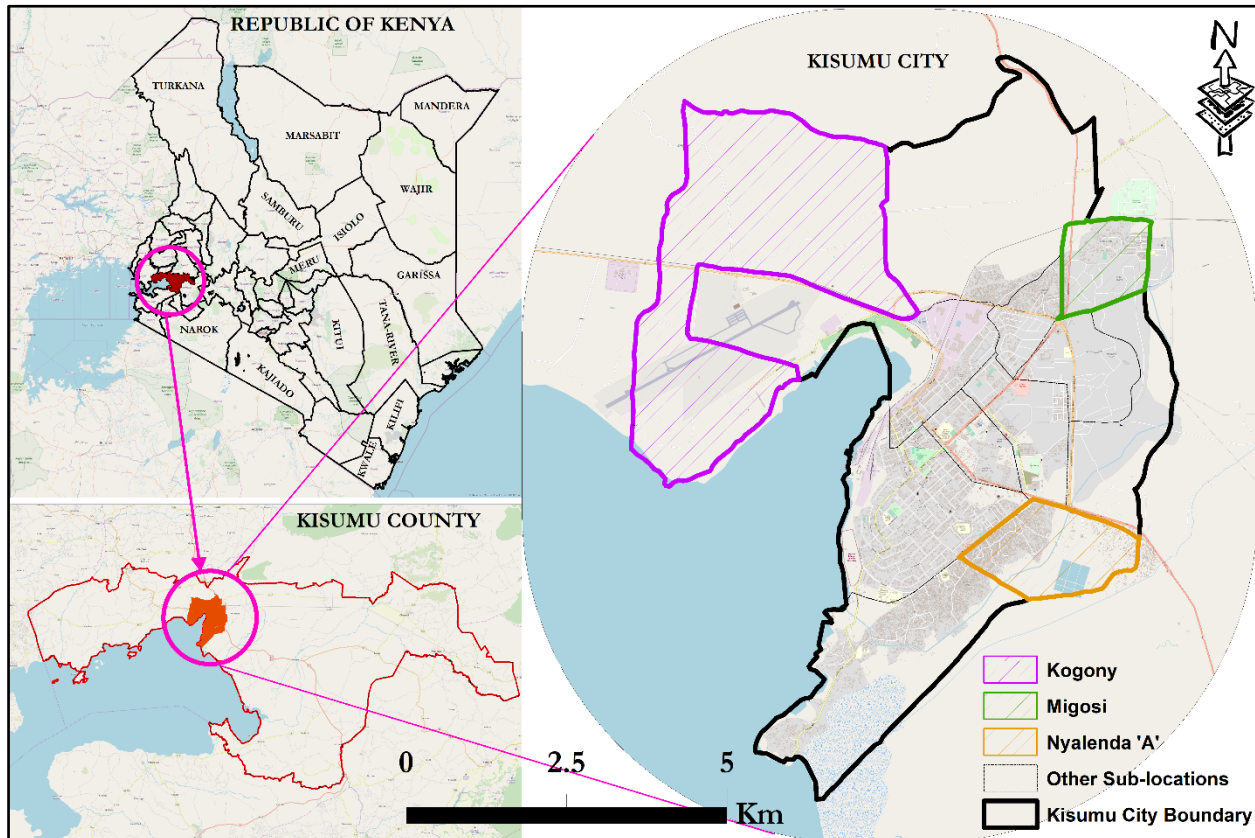 REPUBLIC OF KENYA
TURKANA
MANDERA
MARSABIT
WAJIR
SAMBURU
ISIOLO
MERU
GARISSA
NAROK
KITUI
TANA-RIVER
KAJIADO
KILIFI
KWALE
KISUMU COUNTY
KISUMU CITY
N
0 2.5 5
Km
Kogony
Migosi
Nyalenda 'A'
Other Sub-locations
Kisumu City Boundary